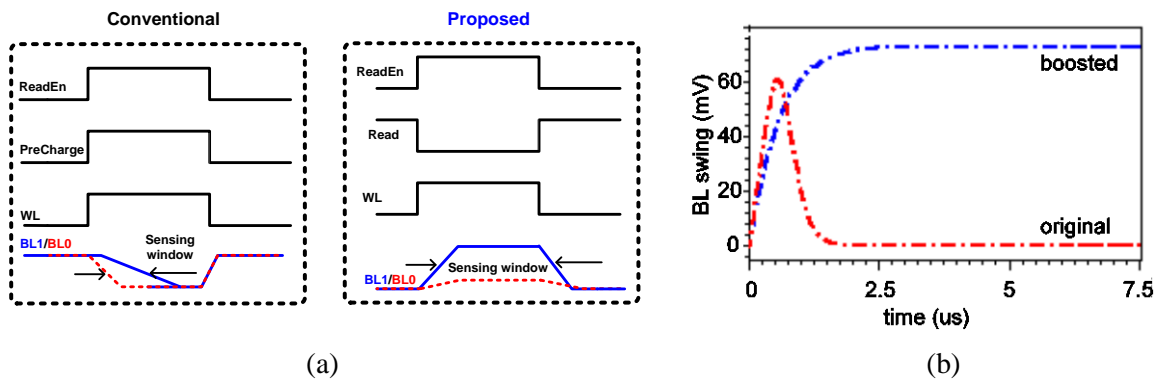 Conventional
ReadEn
PreCharge
WL
BL1/BL0
Sensing
window
Proposed
ReadEn
Read
WL
BL1/BL0
Sensing window
(a)
BL swing (mV)
60
40
20
0
boosted
original
0
2.5
5
7.5
time (us)
(b)